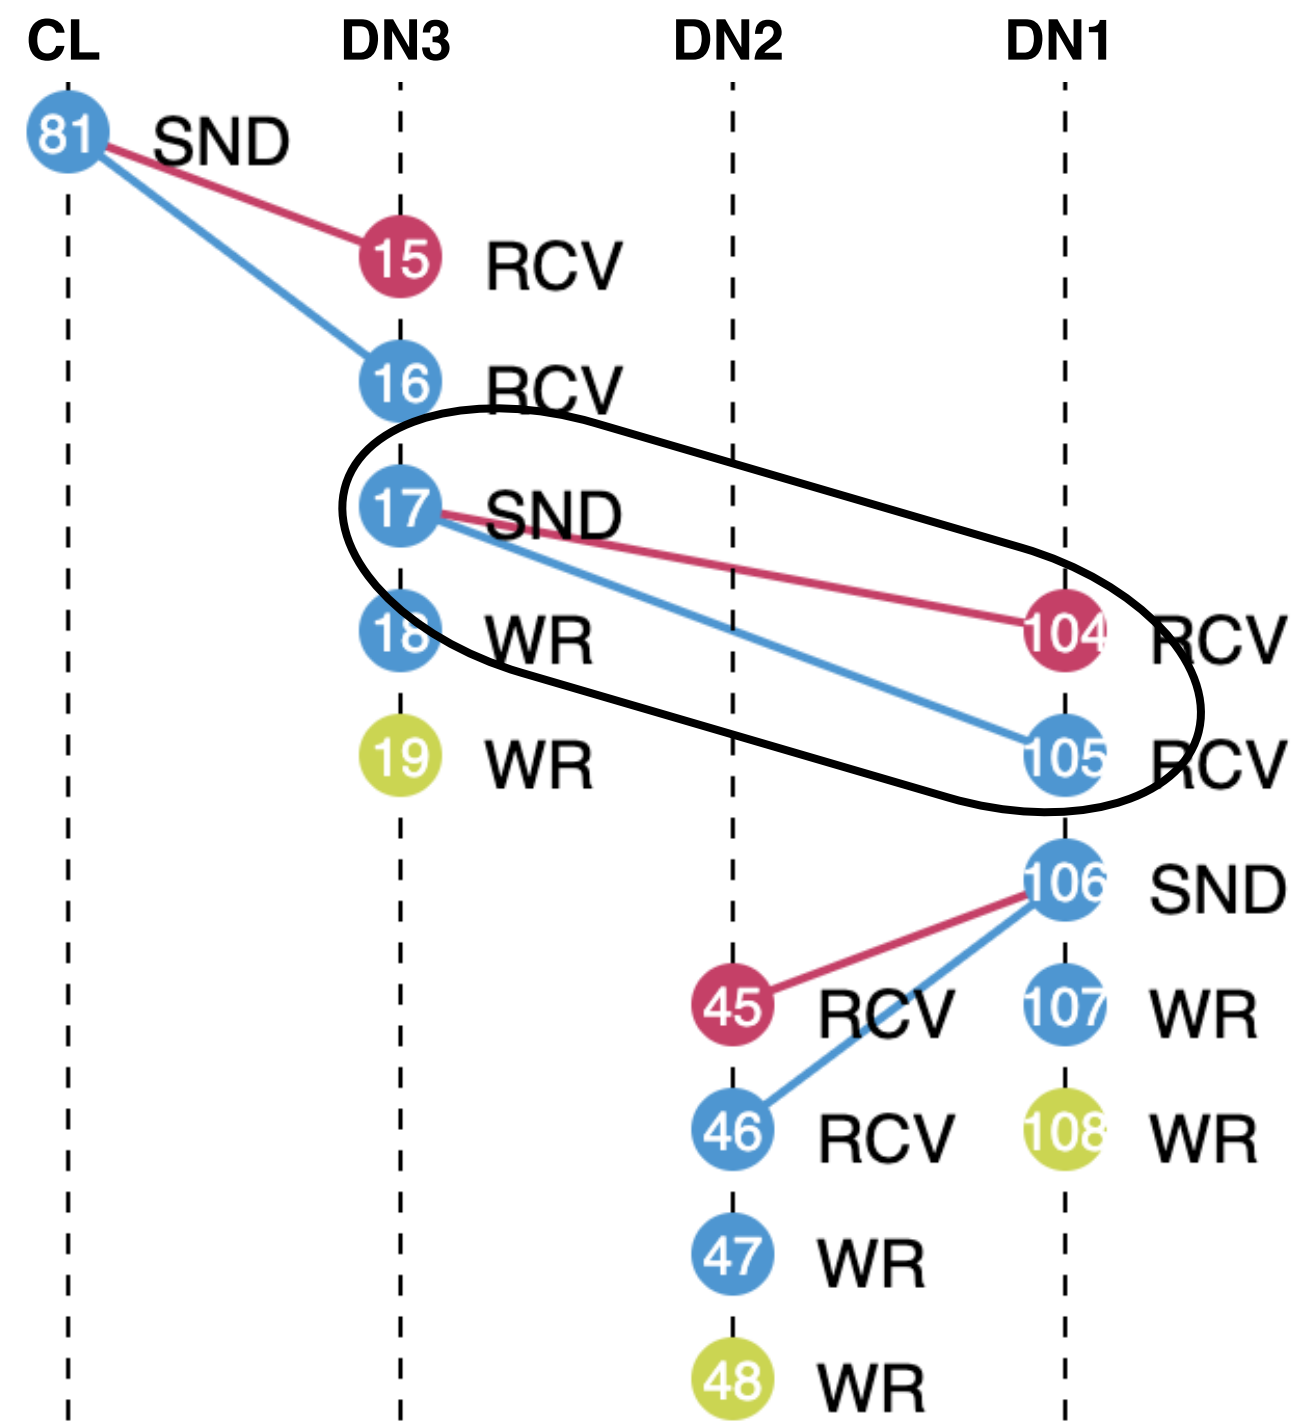 CL DN3 DN2 DN1
81 SND
15 RCV
16 RCV
17 SND
18 WR 104 RCV
19 WR 105 RCV
106 SND
45 RCV 107 WR
46 RCV 108 WR
47 WR
48 WR